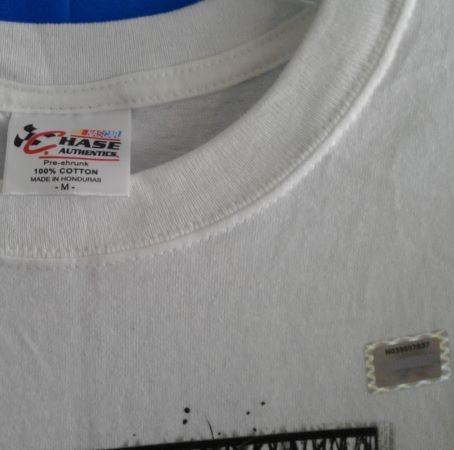 NASCAR
CHASE
AUTHENTICS.
Pre-shrunk
100% COTTON
MADE IN HONDURAS
- M -